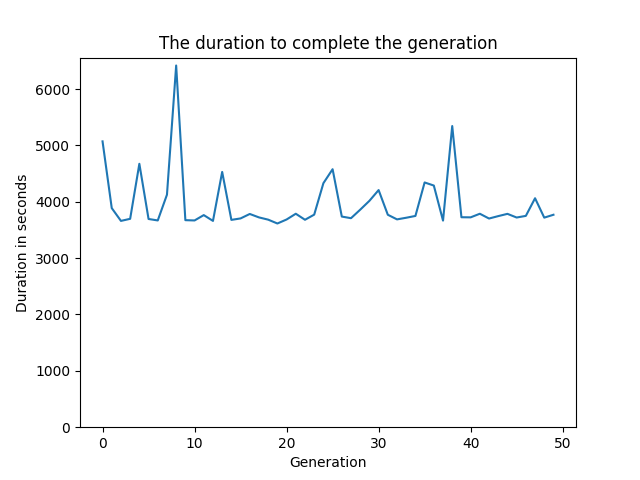 The duration to complete the generation
6000
5000
4000
3000
2000
1000
0
Duration in seconds
0 10 20 30 40 50
Generation